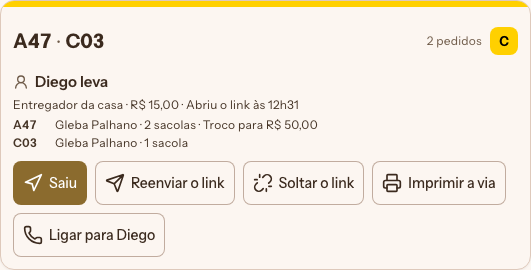 A47 · C03
2 pedidos C
Diego leva
Entregador da casa · R$ 15,00 · Abriu o link às 12h31
A47 Gleba Palhano · 2 sacolas · Troco para R$ 50,00
C03 Gleba Palhano · 1 sacola
Saiu Reenviar o link Soltar o link Imprimir a via
Ligar para Diego